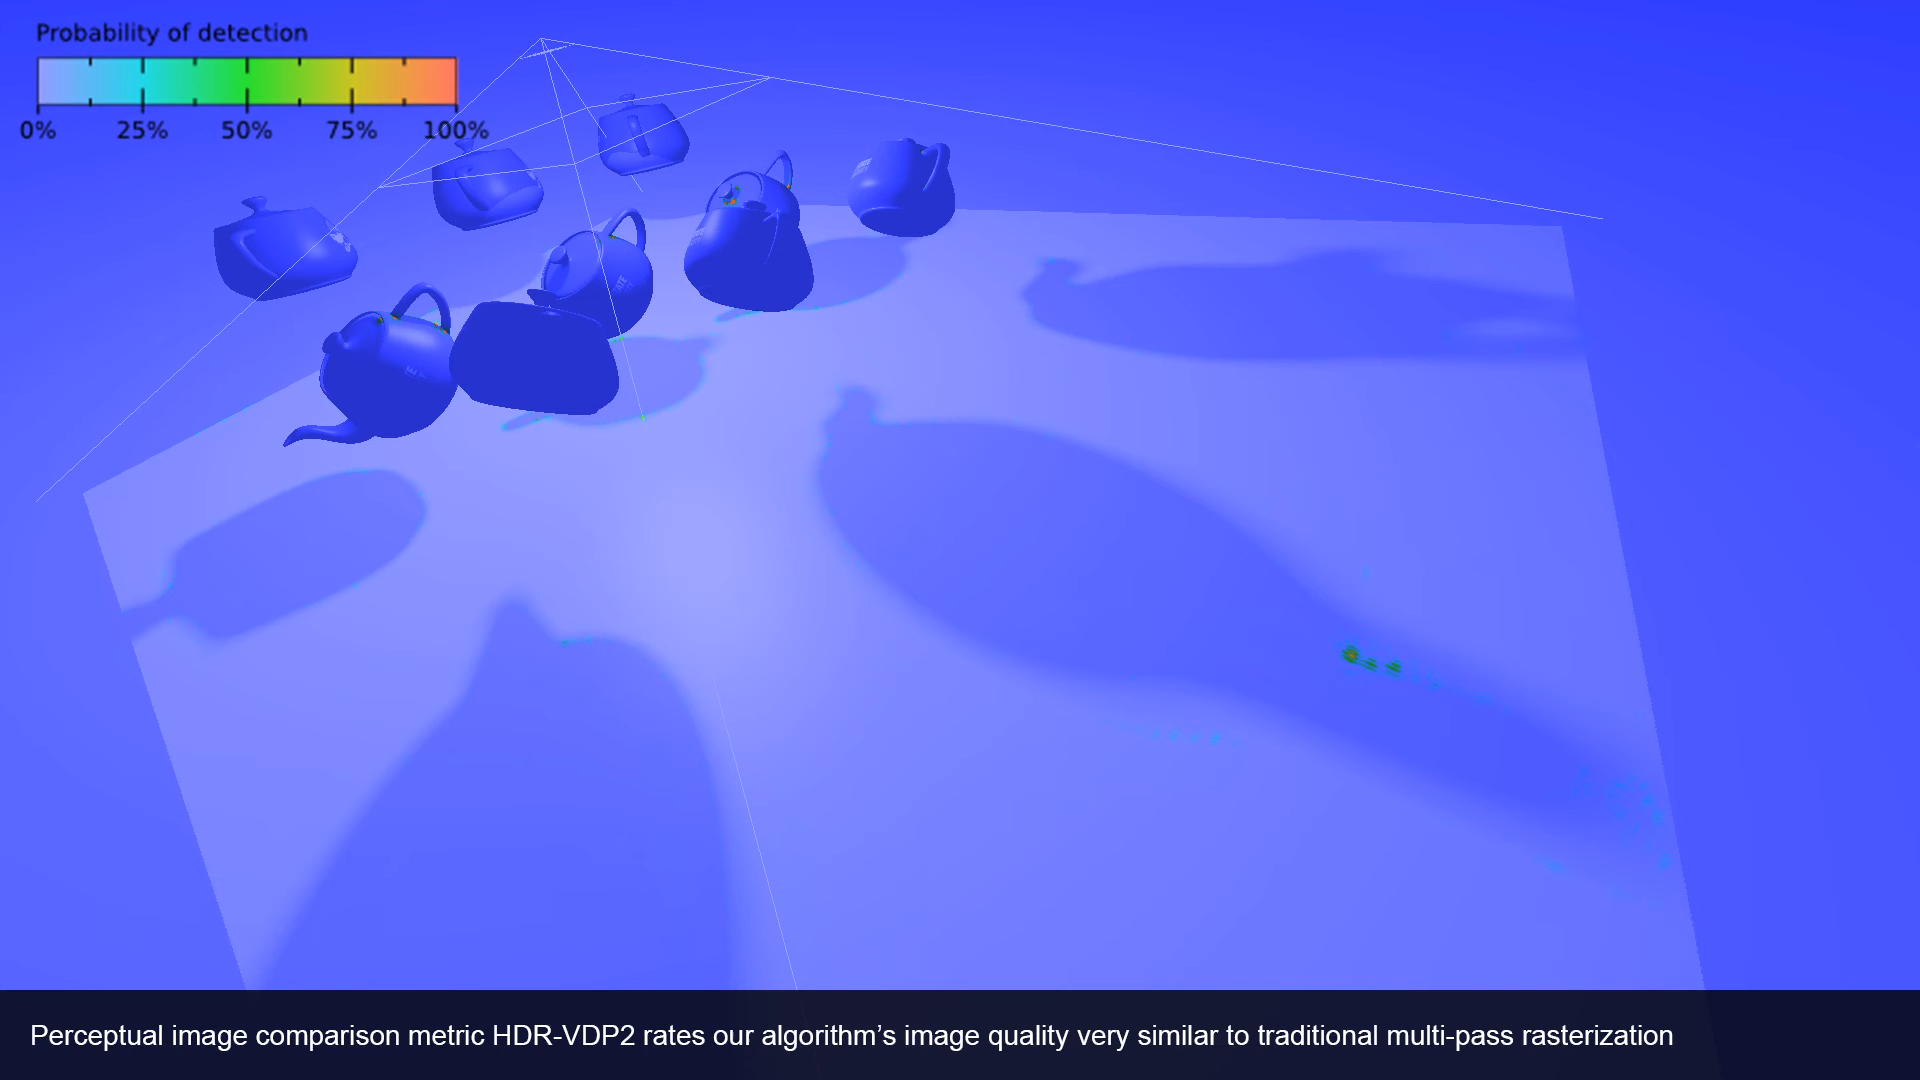 Probability of detection
0% 25% 50% 75% 100%
Perceptual image comparison metric HDR-VDP2 rates our algorithm’s image quality very similar to traditional multi-pass rasterization